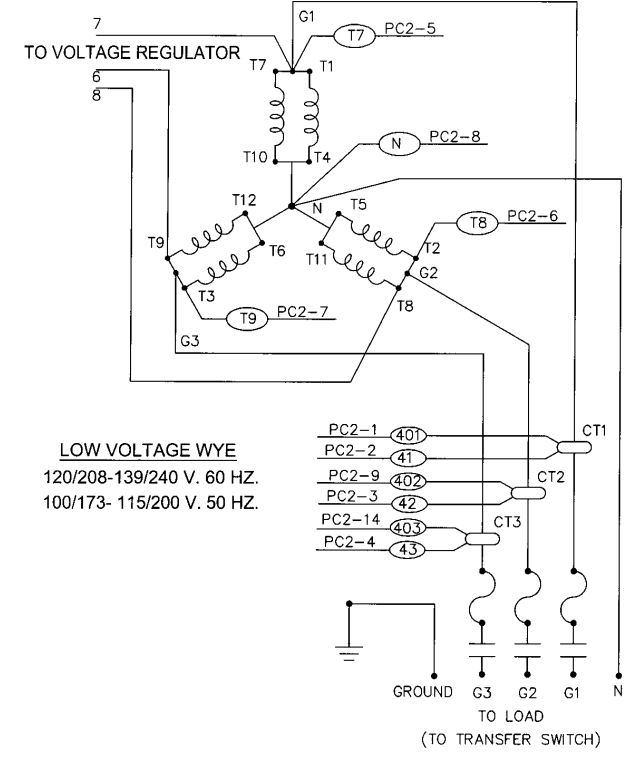 G1
7
T7 PC2-5
TO VOLTAGE REGULATOR
T7 T1
6
8
N PC2-8
T10 T4
T12 N T5
T8 PC2-6
T9 T6 T11 T2
G2
T3 T8
T9 PC2-7
G3
PC2-1 401 CT1
PC2-2 41
LOW VOLTAGE WYE
120/208-139/240 V. 60 HZ.
100/173- 115/200 V. 50 HZ.
PC2-9 402 CT2
PC2-3 42
PC2-14 403 CT3
PC2-4 43
GROUND G3 G2 G1 N
TO LOAD
(TO TRANSFER SWITCH)